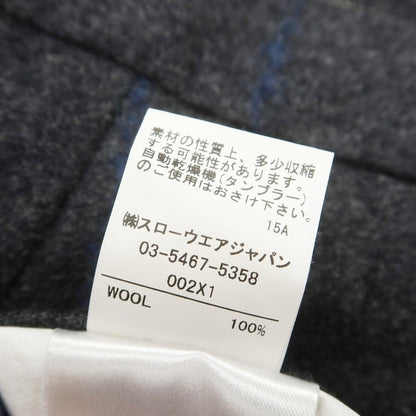 素材の性質上、多少収縮
する可能性があります。
自動乾燥機(タンブラー)
のご使用はおさけ下さい。
15A
㈱スローウエアジャパン
03-5467-5358
002X1
WOOL 100%